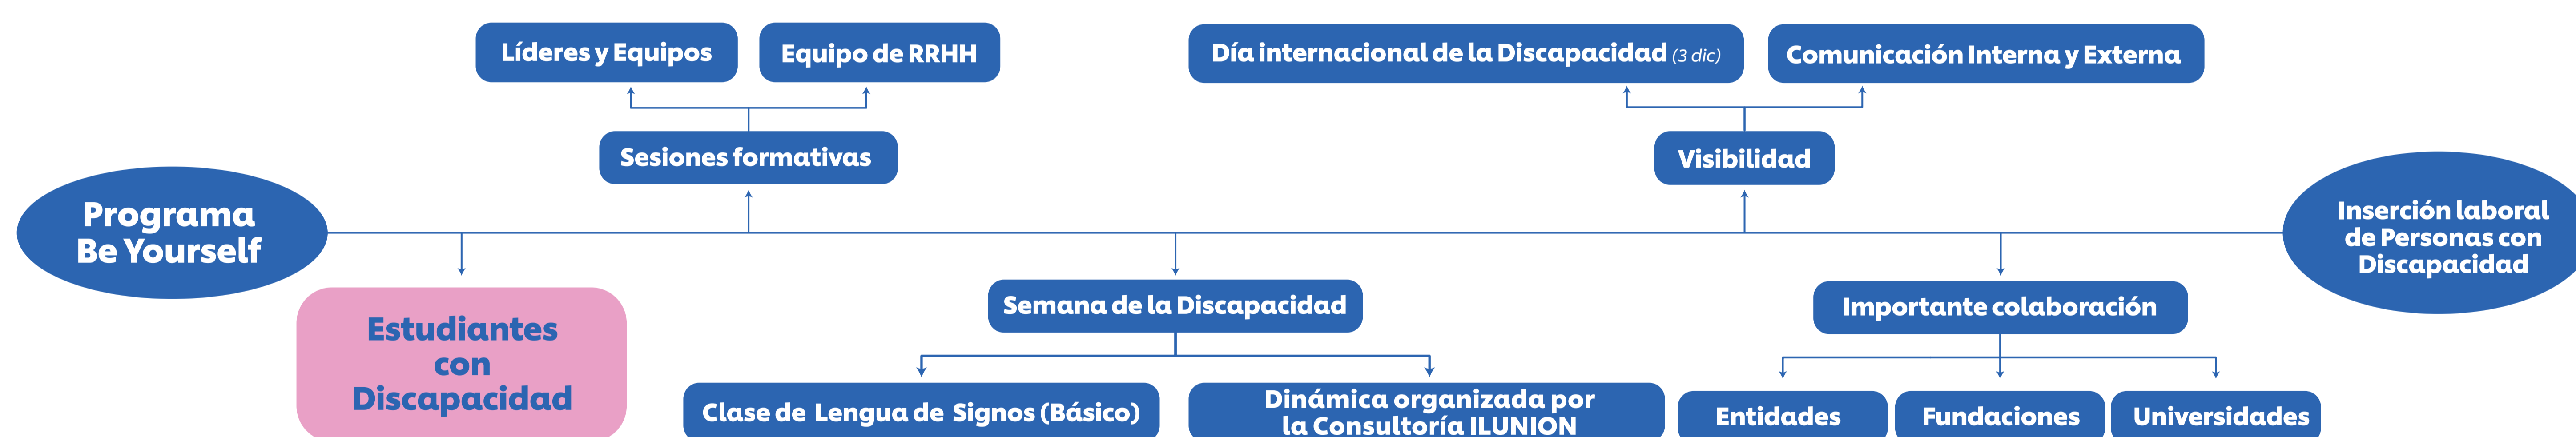 Líderes y Equipos
Equipo de RRHH
Día internacional de la Discapacidad (3 dic)
Comunicación Interna y Externa
Sesiones formativas
Visibilidad
Programa
Be Yourself
Inserción laboral
de Personas con
Discapacidad
Estudiantes
con
Discapacidad
Semana de la Discapacidad
Importante colaboración
Clase de Lengua de Signos (Básico)
Dinámica organizada por
la Consultoría ILUNION
Entidades
Fundaciones
Universidades